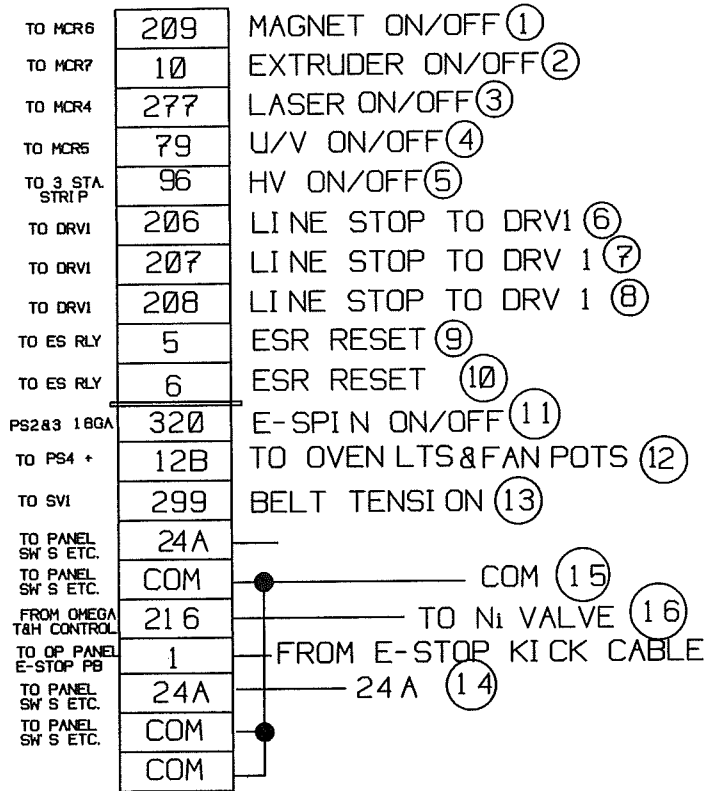 TO MCR6 209 MAGNET ON/OFF 1
TO MCR7 10 EXTRUDER ON/OFF 2
TO MCR4 277 LASER ON/OFF 3
TO MCR5 79 U/V ON/OFF 4
TO 3 STA. STRIP 96 HV ON/OFF 5
TO DRV1 206 LINE STOP TO DRV1 6
TO DRV1 207 LINE STOP TO DRV 1 7
TO DRV1 208 LINE STOP TO DRV 1 8
TO ES RLY 5 ESR RESET 9
TO ES RLY 6 ESR RESET 10
PS2&3 18GA 320 E-SPIN ON/OFF 11
TO PS4 + 12B TO OVEN LTS&FAN POTS 12
TO SV1 299 BELT TENSION 13
TO PANEL SW'S ETC. 24A
TO PANEL SW'S ETC. COM COM 15
FROM OMEGA T&H CONTROL 216 TO Ni VALVE 16
TO OP PANEL E-STOP PB 1 FROM E-STOP KICK CABLE
TO PANEL SW'S ETC. 24A 24A 14
TO PANEL SW'S ETC. COM
COM